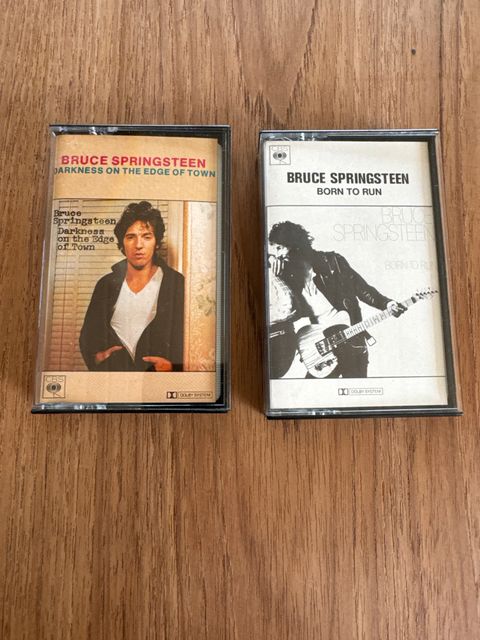 BRUCE SPRINGSTEEN
DARKNESS ON THE EDGE OF TOWN
Bruce
Springsteen
Darkness
on the Edge
of Town
CBS
DOLBY SYSTEM
CBS
BRUCE SPRINGSTEEN
BORN TO RUN
BRUCE
SPRINGSTEEN
BORN TO RUN
DOLBY SYSTEM